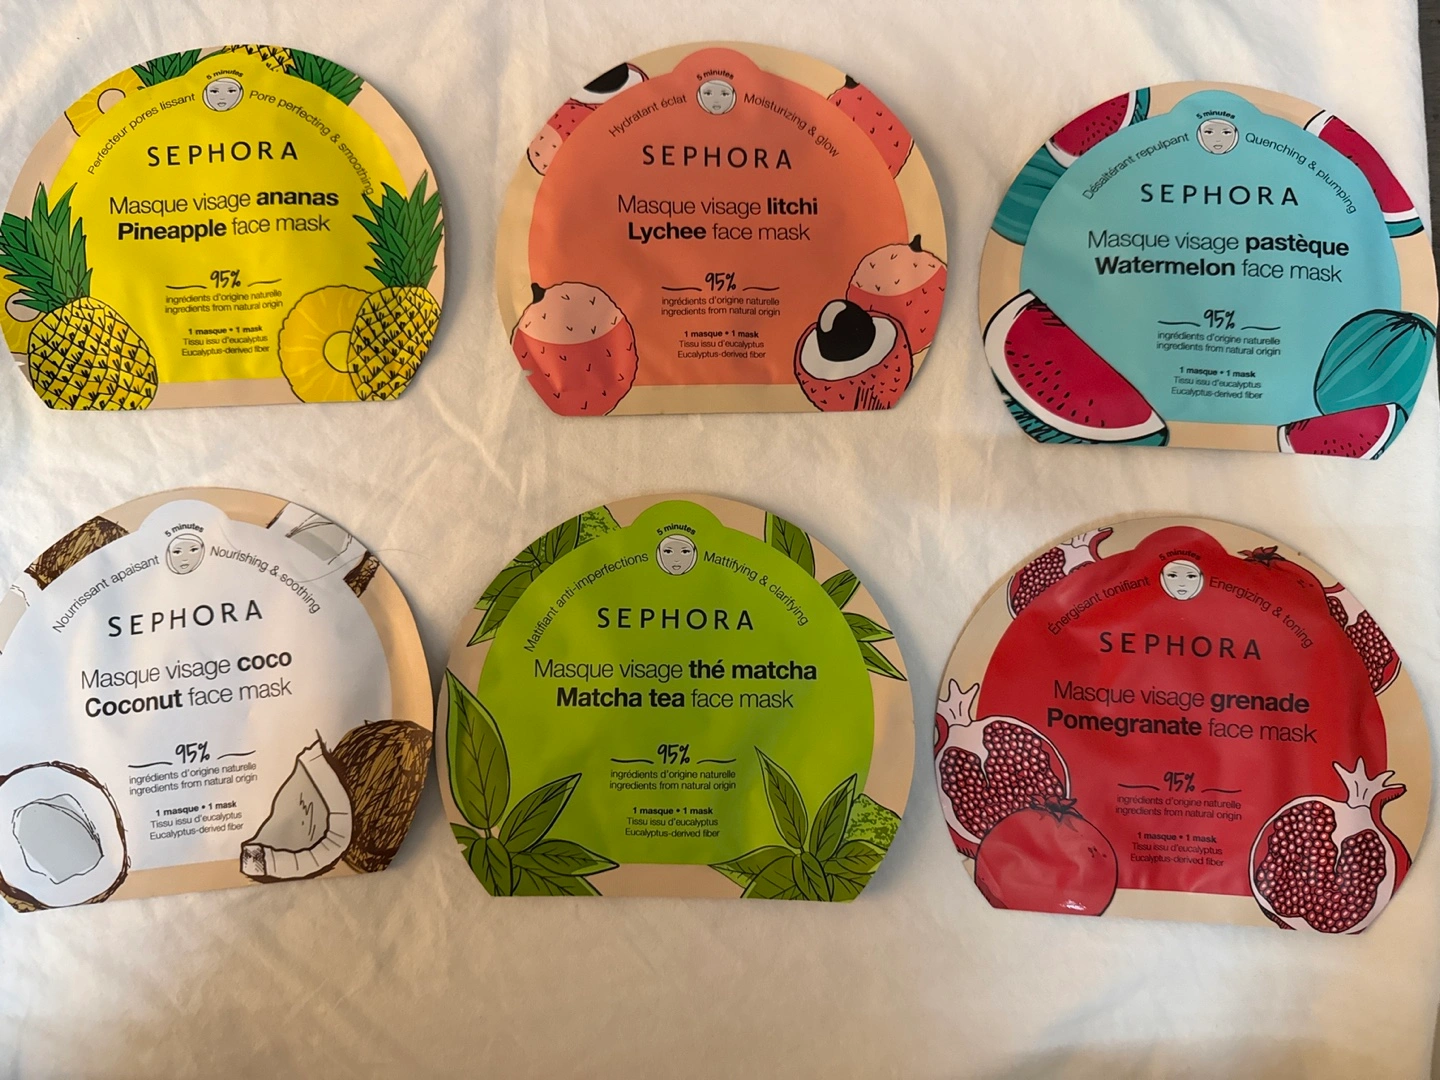 5 minutes
Perfecteur pores lissant
Pore perfecting & smoothing
SEPHORA
Masque visage ananas
Pineapple face mask
95%
ingrédients d'origine naturelle
ingredients from natural origin
1 masque • 1 mask
Tissu issu d'eucalyptus
Eucalyptus-derived fiber
5 minutes
Hydratant éclat
Moisturizing & glow
SEPHORA
Masque visage litchi
Lychee face mask
95%
ingrédients d'origine naturelle
ingredients from natural origin
1 masque • 1 mask
Tissu issu d'eucalyptus
Eucalyptus-derived fiber
5 minutes
Désaltérant repulpant
Quenching & plumping
SEPHORA
Masque visage pastèque
Watermelon face mask
95%
ingrédients d'origine naturelle
ingredients from natural origin
1 masque • 1 mask
Tissu issu d'eucalyptus
Eucalyptus-derived fiber
5 minutes
Nourrissant apaisant
Nourishing & soothing
SEPHORA
Masque visage coco
Coconut face mask
95%
ingrédients d'origine naturelle
ingredients from natural origin
1 masque • 1 mask
Tissu issu d'eucalyptus
Eucalyptus-derived fiber
5 minutes
Matifiant anti-imperfections
Mattifying & clarifying
SEPHORA
Masque visage thé matcha
Matcha tea face mask
95%
ingrédients d'origine naturelle
ingredients from natural origin
1 masque • 1 mask
Tissu issu d'eucalyptus
Eucalyptus-derived fiber
5 minutes
Énergisant tonifiant
Energizing & toning
SEPHORA
Masque visage grenade
Pomegranate face mask
95%
ingrédients d'origine naturelle
ingredients from natural origin
1 masque • 1 mask
Tissu issu d'eucalyptus
Eucalyptus-derived fiber